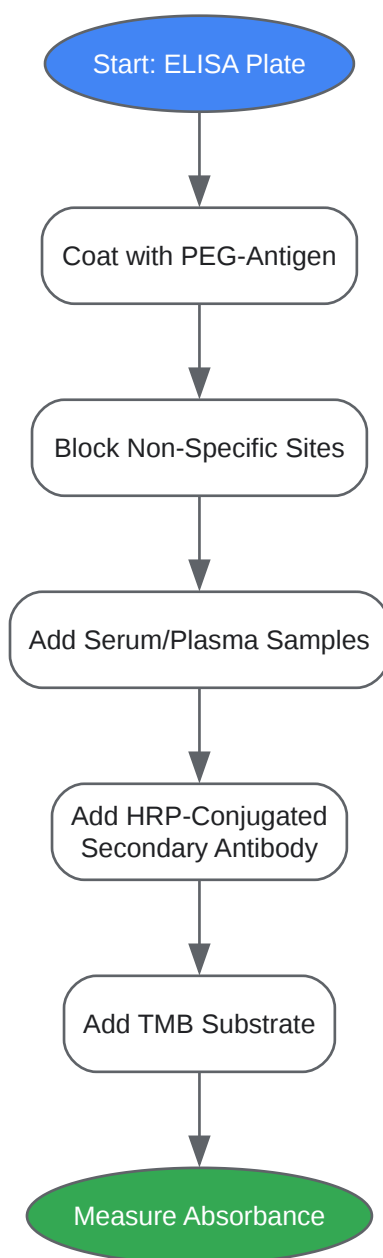 Start: ELISA Plate
Coat with PEG-Antigen
Block Non-Specific Sites
Add Serum/Plasma Samples
Add HRP-Conjugated
Secondary Antibody
Add TMB Substrate
Measure Absorbance